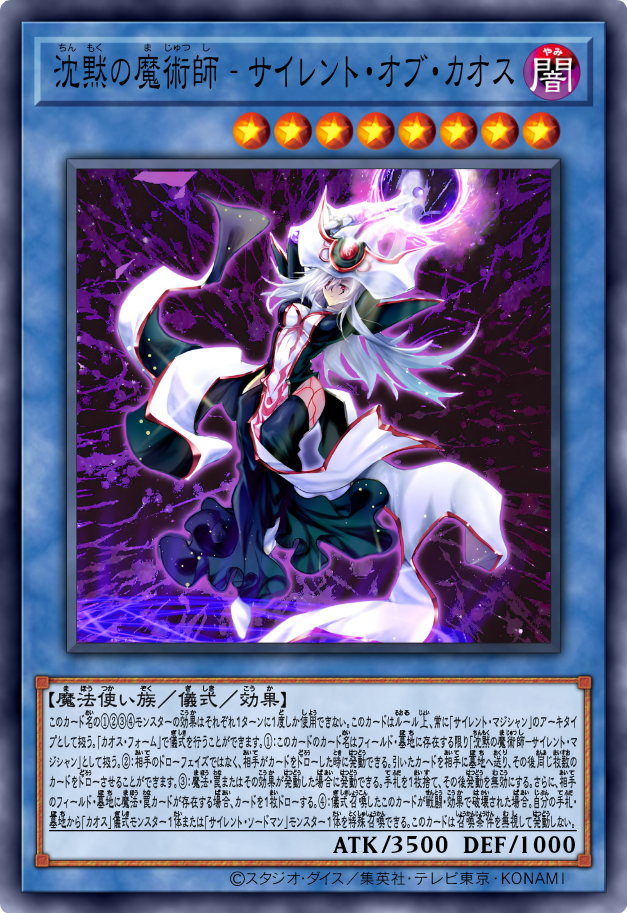 沈黙の魔術師 - サイレント・オブ・カオス
闇
【魔法使い族／儀式／効果】
このカード名の①②③④モンスターの効果はそれぞれ1ターンに1度しか使用できない。このカードはルール上、常に「サイレント・マジシャン」のアーキタイ
プとして扱う。「カオス・フォーム」で儀式を行うことができます。①：このカードのカード名はフィールド・墓地に存在する限り「沈黙の魔術師－サイレント・マ
ジシャン」として扱う。②：相手のドローフェイズではなく、相手がカードをドローした時に発動できる。引いたカードを相手に墓地へ送り、その後同じ枚数の
カードをドローさせることができます。③：魔法・罠またはその効果が発動した場合に発動できる。手札を1枚捨て、その後発動を無効にする。さらに、相手
のフィールド・墓地に魔法・罠カードが存在する場合、カードを1枚ドローする。④：儀式召喚したこのカードが戦闘・効果で破壊された場合。自分の手札・
墓地から「カオス」儀式モンスター1体または「サイレント・ソードマン」モンスター1体を特殊召喚できる。このカードは召喚条件を無視して発動しない。
ATK/3500 DEF/1000
©スタジオ・ダイス／集英社・テレビ東京・KONAMI